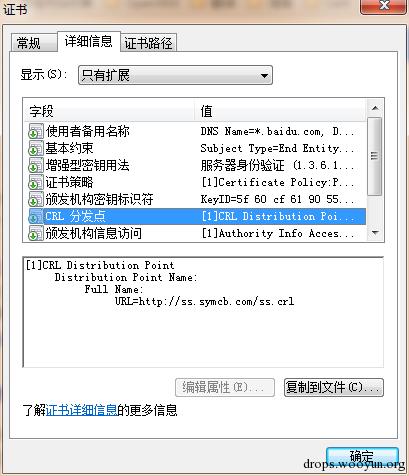 证书
常规 详细信息 证书路径
显示(S): 只有扩展
字段 值
使用者备用名称 DNS Name=*.baidu.com, D...
基本约束 Subject Type=End Entity...
增强型密钥用法 服务器身份验证 (1.3.6.1...
证书策略 [1]Certificate Policy:P...
颁发机构密钥标识符 KeyID=5f 60 cf 61 90 55...
CRL 分发点 [1]CRL Distribution Poi...
颁发机构信息访问 [1]Authority Info Acces...
[1]CRL Distribution Point
Distribution Point Name:
Full Name:
URL=http://ss.symcb.com/ss.crl
编辑属性(E)... 复制到文件(C)...
了解证书详细信息的更多信息
确定
drops.wooyun.org